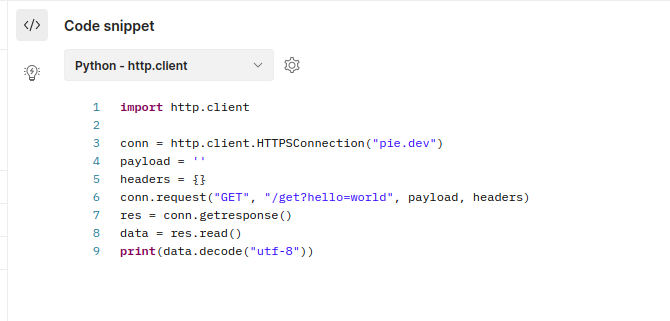 Code snippet
Python - http.client
1 import http.client
2
3 conn = http.client.HTTPSConnection("pie.dev")
4 payload = ''
5 headers = {}
6 conn.request("GET", "/get?hello=world", payload, headers)
7 res = conn.getresponse()
8 data = res.read()
9 print(data.decode("utf-8"))